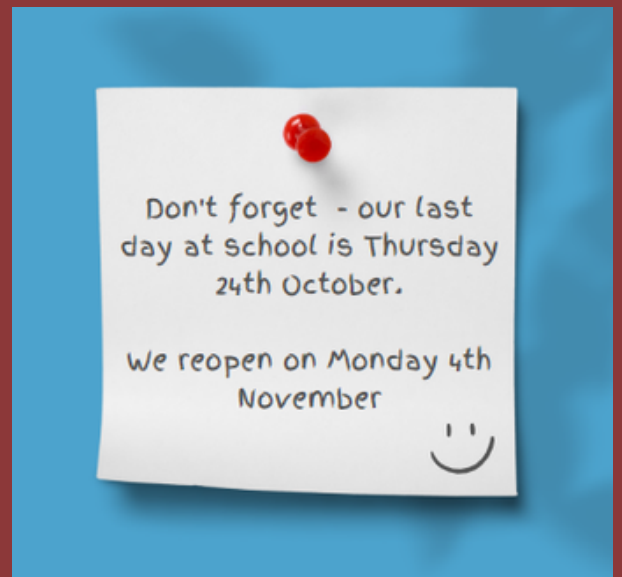 Don't forget - our last
day at school is Thursday
24th October.
We reopen on Monday 4th
November